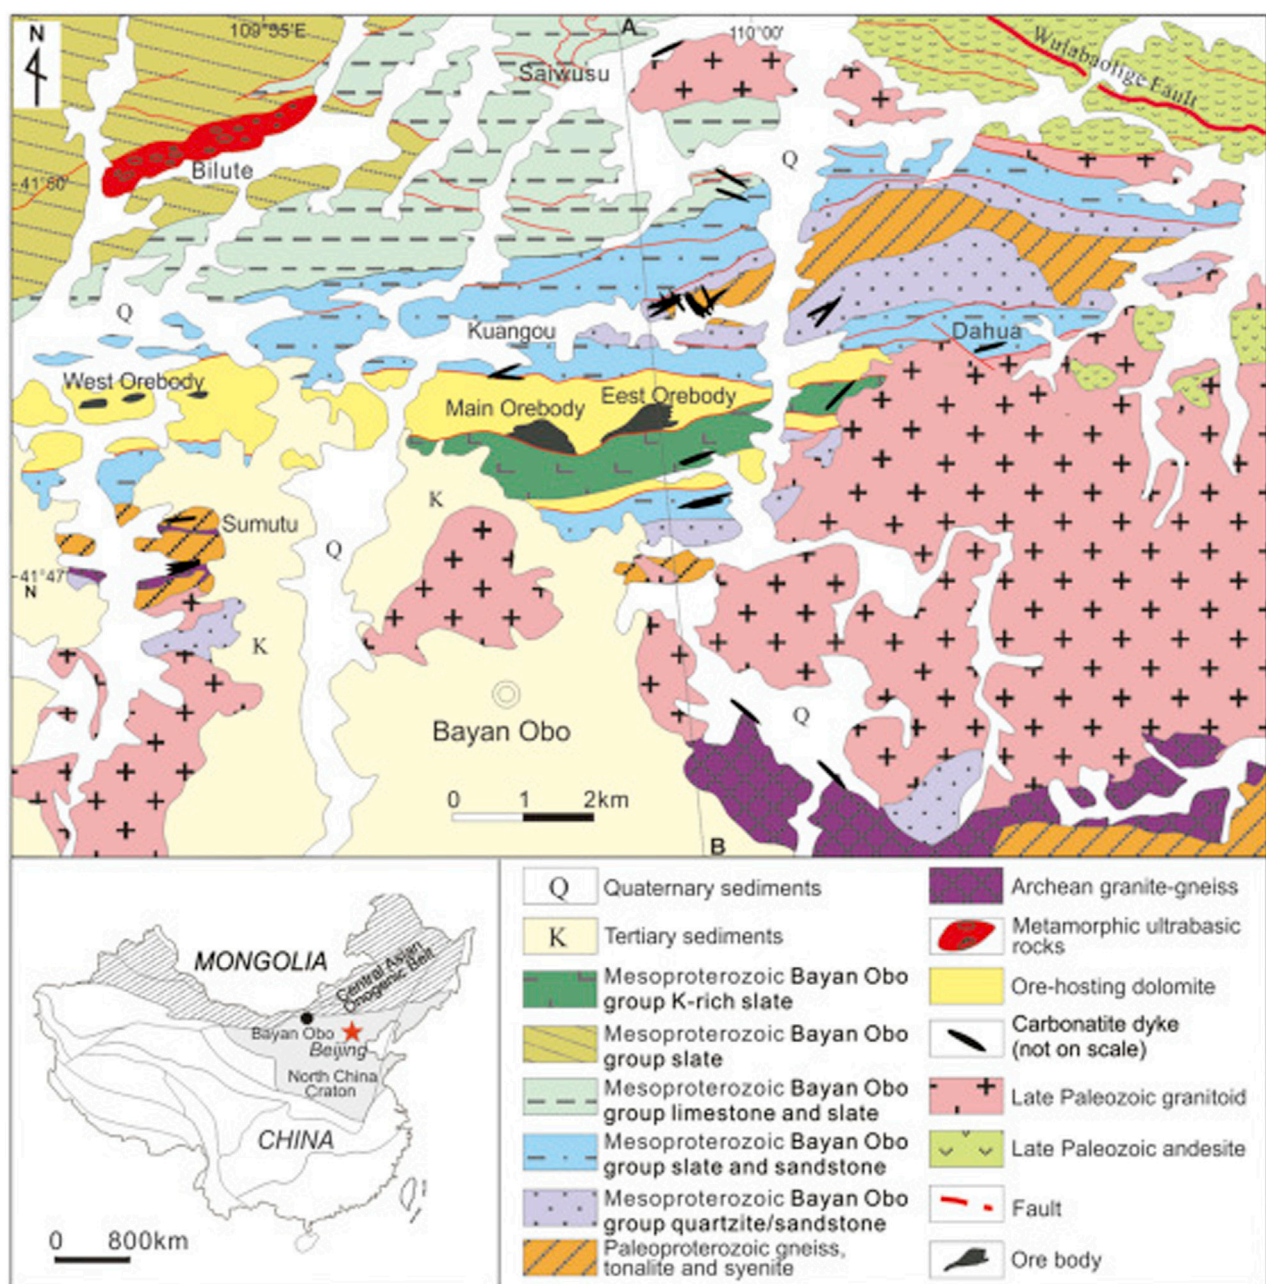 N
109°55'E
A
110°00'
Saiwusu
Wulabaolige Fault
Bilute
41°50'
Q
Q
Kuangou
Dahua
West Orebody
Main Orebody
Eest Orebody
K
Sumutu
Q
41°47'
N
K
Q
Bayan Obo
0 1 2km
B
MONGOLIA
Central Asian
Orogenic Belt
Bayan Obo
Beijing
North China
Craton
CHINA
0 800km
Q Quaternary sediments
K Tertiary sediments
Mesoproterozoic Bayan Obo
group K-rich slate
Mesoproterozoic Bayan Obo
group slate
Mesoproterozoic Bayan Obo
group limestone and slate
Mesoproterozoic Bayan Obo
group slate and sandstone
Mesoproterozoic Bayan Obo
group quartzite/sandstone
Paleoproterozoic gneiss,
tonalite and syenite
Archean granite-gneiss
Metamorphic ultrabasic
rocks
Ore-hosting dolomite
Carbonatite dyke
(not on scale)
Late Paleozoic granitoid
Late Paleozoic andesite
Fault
Ore body